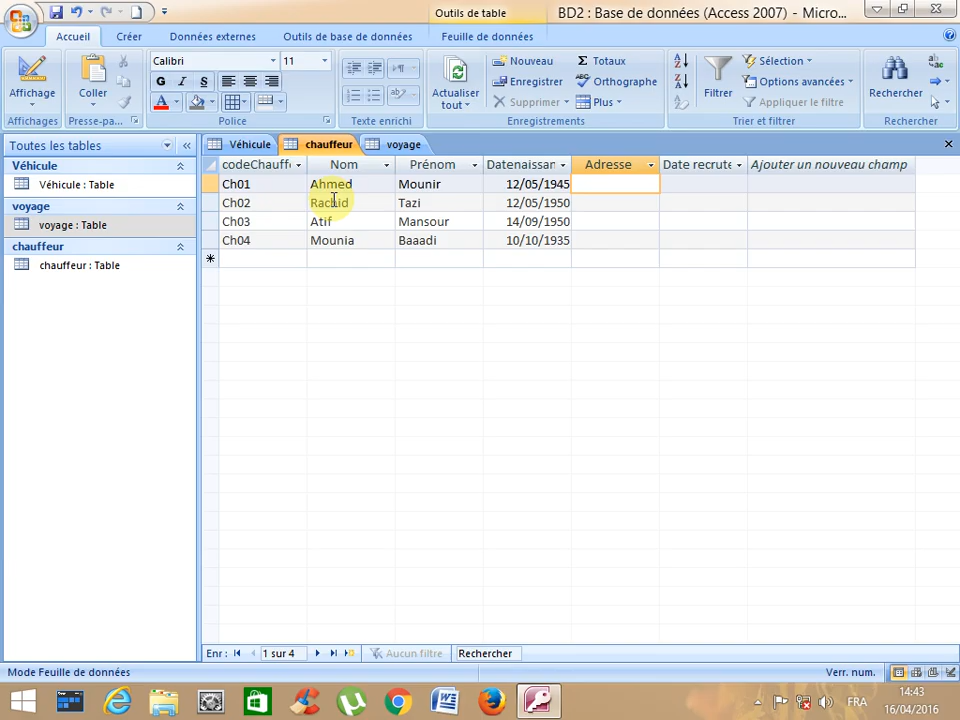 Outils de table
BD2 : Base de données (Access 2007) - Micro...
Accueil
Créer
Données externes
Outils de base de données
Feuille de données
Affichage
Affichages
Coller
Presse-pa...
Calibri
11
G I S
A
Police
Texte enrichi
Actualiser
tout
Nouveau
Enregistrer
Supprimer
Totaux
Orthographe
Plus
Enregistrements
Filtrer
Sélection
Options avancées
Appliquer le filtre
Trier et filtrer
Rechercher
Rechercher
Toutes les tables
Véhicule
Véhicule : Table
voyage
voyage : Table
chauffeur
chauffeur : Table
Véhicule
chauffeur
voyage
codeChauff Nom Prénom Datenaissan Adresse Date recrute Ajouter un nouveau champ
Ch01 Ahmed Mounir 12/05/1945
Ch02 Rachid Tazi 12/05/1950
Ch03 Atif Mansour 14/09/1950
Ch04 Mounia Baaadi 10/10/1935
Enr : 1 sur 4 Aucun filtre Rechercher
Mode Feuille de données
Verr. num.
FRA
14:43
16/04/2016